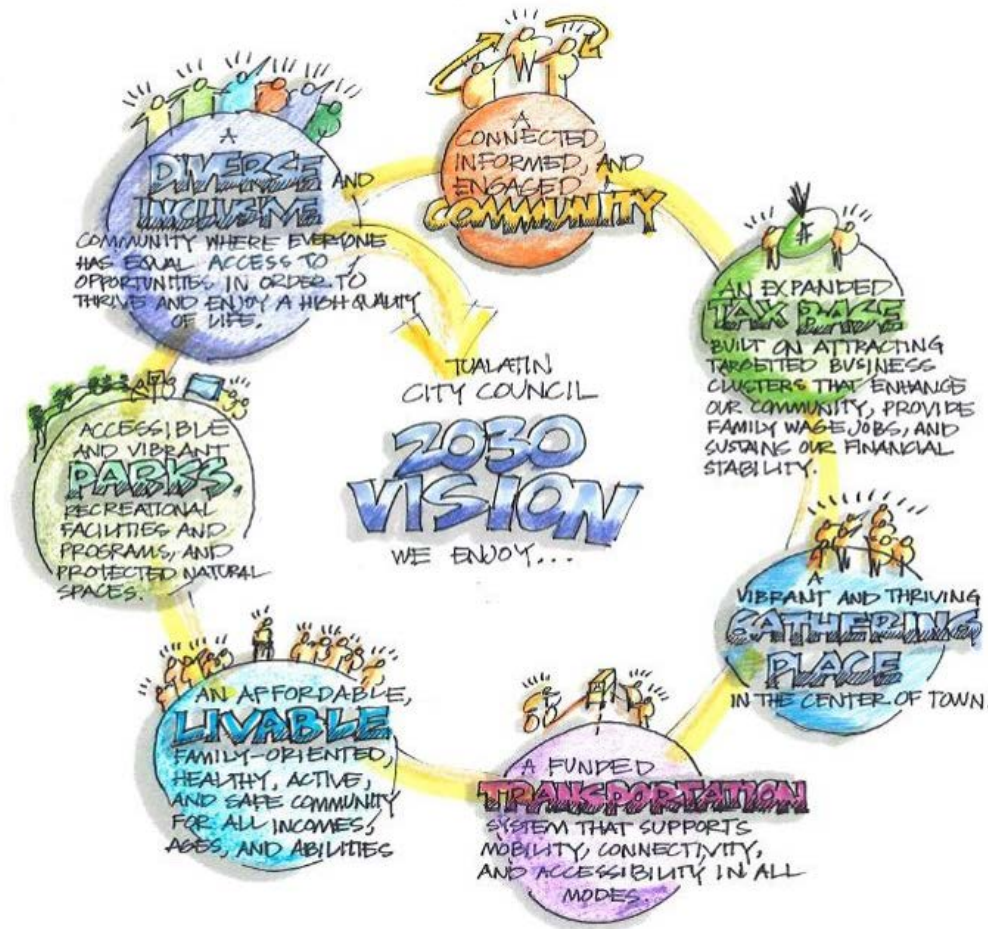 TUALATIN
CITY COUNCIL
2030
VISION
WE ENJOY...
A
CONNECTED,
INFORMED, AND
ENGAGED
COMMUNITY
AN EXPANDED
TAX BASE
BUILT ON ATTRACTING
TARGETTED BUSINESS
CLUSTERS THAT ENHANCE
OUR COMMUNITY, PROVIDE
FAMILY WAGE JOBS, AND
SUSTAINS OUR FINANCIAL
STABILITY.
A
VIBRANT AND THRIVING
GATHERING
PLACE
IN THE CENTER OF TOWN.
A FUNDED
TRANSPORTATION
SYSTEM THAT SUPPORTS
MOBILITY, CONNECTIVITY,
AND ACCESSIBILITY IN ALL
MODES.
AN AFFORDABLE,
LIVABLE
FAMILY-ORIENTED,
HEALTHY, ACTIVE,
AND SAFE COMMUNITY
FOR ALL INCOMES,
AGES, AND ABILITIES
ACCESSIBLE
AND VIBRANT
PARKS,
RECREATIONAL
FACILITIES AND
PROGRAMS, AND
PROTECTED NATURAL
SPACES.
A
DIVERSE AND
INCLUSIVE
COMMUNITY WHERE EVERYONE
HAS EQUAL ACCESS TO
OPPORTUNITIES IN ORDER TO
THRIVE AND ENJOY A HIGH QUALITY
OF LIFE.